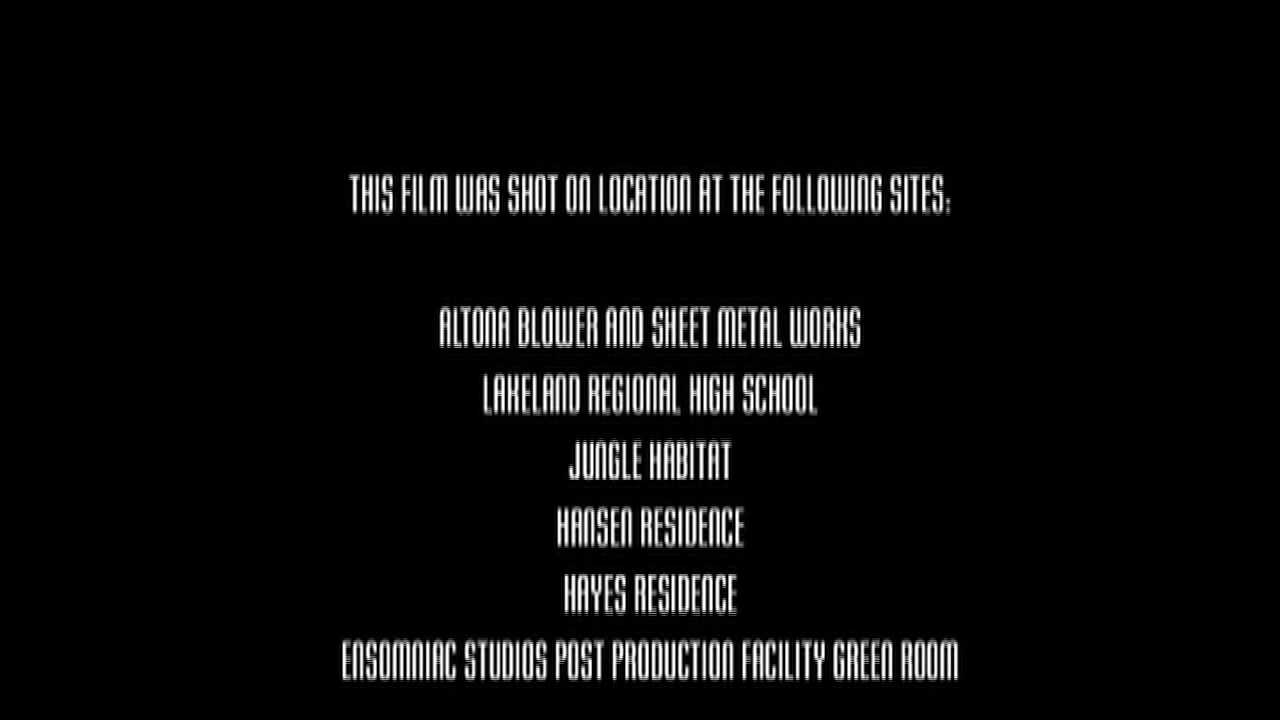 THIS FILM WAS SHOT ON LOCATION AT THE FOLLOWING SITES:
ALTONA BLOWER AND SHEET METAL WORKS
LAKELAND REGIONAL HIGH SCHOOL
JUNGLE HABITAT
HANSEN RESIDENCE
HAYES RESIDENCE
ENSOMNIAC STUDIOS POST PRODUCTION FACILITY GREEN ROOM